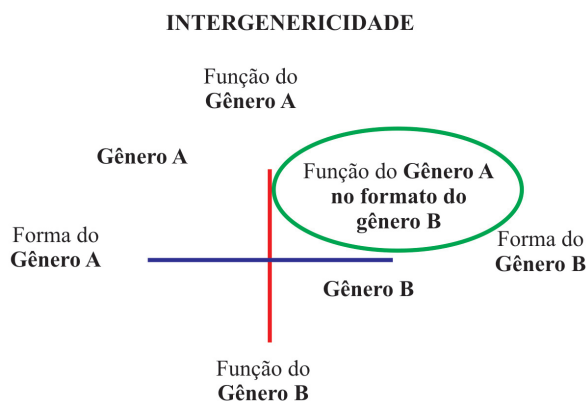 INTERGENERICIDADE
Função do
Gênero A
Gênero A
Função do Gênero A
no formato do
gênero B
Forma do
Gênero A
Forma do
Gênero B
Gênero B
Função do
Gênero B